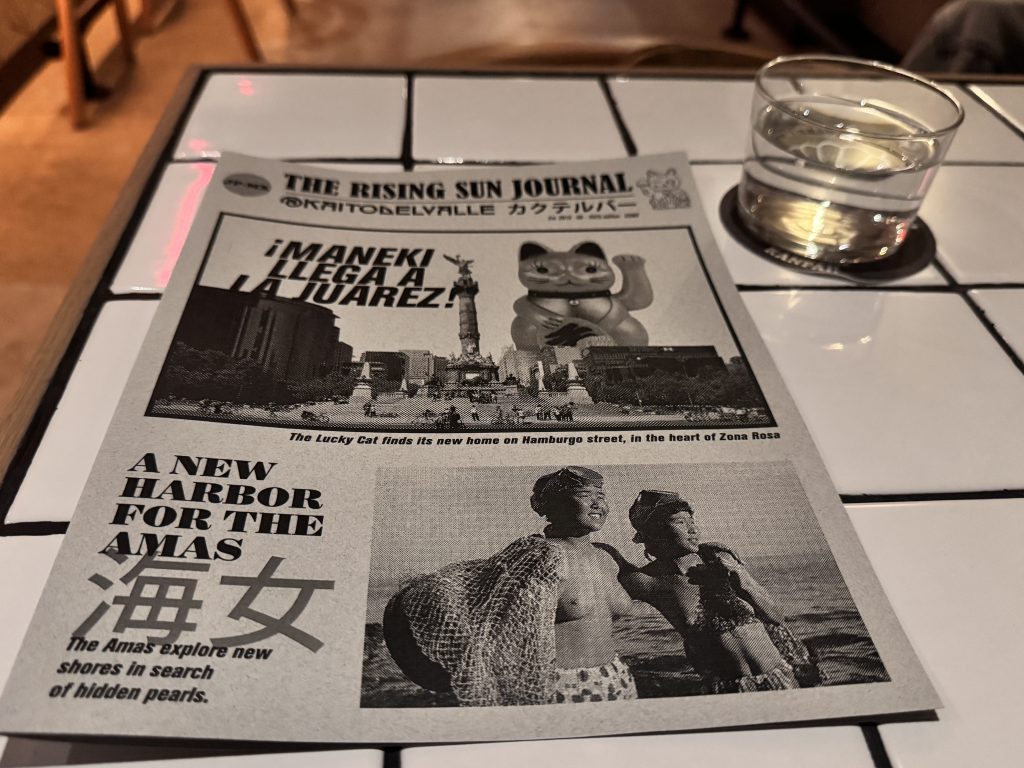 THE RISING SUN JOURNAL
@KAITODELVALLE カクテルバー
¡MANEKI
LLEGA A
LA JUÁREZ!
The Lucky Cat finds its new home on Hamburgo street, in the heart of Zona Rosa
A NEW
HARBOR
FOR THE
AMAS
海女
The Amas explore new
shores in search
of hidden pearls.